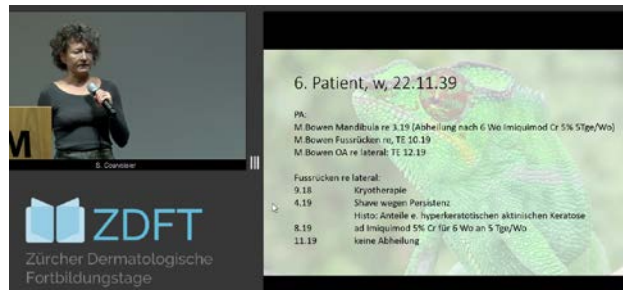 M
S. Counsisier
ZDFT
Zürcher Dermatologische
Fortbildungstage
6. Patient, w, 22.11.39
PA:
M.Bowen Mandibula re 3.19 (Abheilung nach 6 Wo Imiquimod Cr 5% 5Tge/Wo)
M.Bowen Fussrücken re, TE 10.19
M.Bowen OA re lateral: TE 12.19
Fussrücken re lateral:
9.18 Kryotherapie
4.19 Shave wegen Persistenz
Histo: Anteile e. hyperkeratotischen aktinischen Keratose
8.19 ad Imiquimod 5% Cr für 6 Wo an 5 Tge/Wo
11.19 keine Abheilung